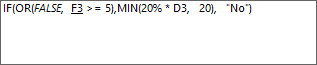 IF(OR(FALSE, F3 >= 5),MIN(20% * D3, 20), "No")